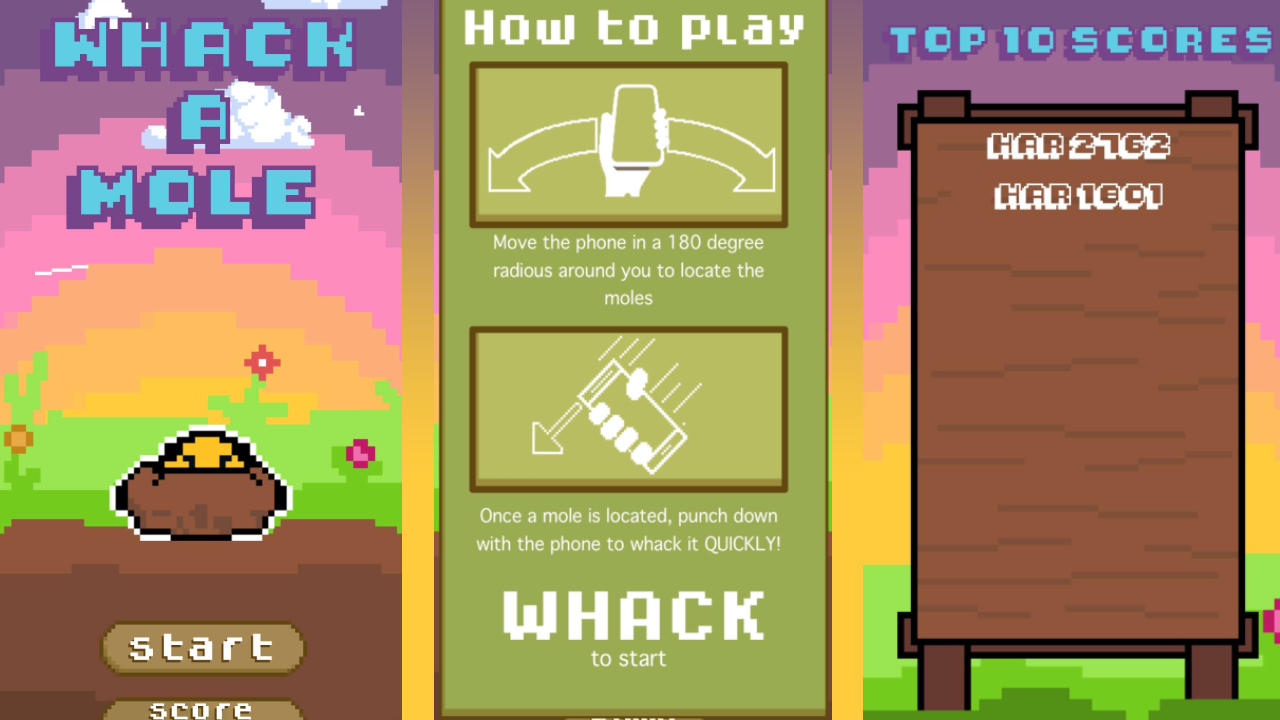 WHACK
A
MOLE
start
score
How to play
Move the phone in a 180 degree
radious around you to locate the
moles
Once a mole is located, punch down
with the phone to whack it QUICKLY!
WHACK
to start
TOP 10 SCORES
HAR 2762
HAR 1601